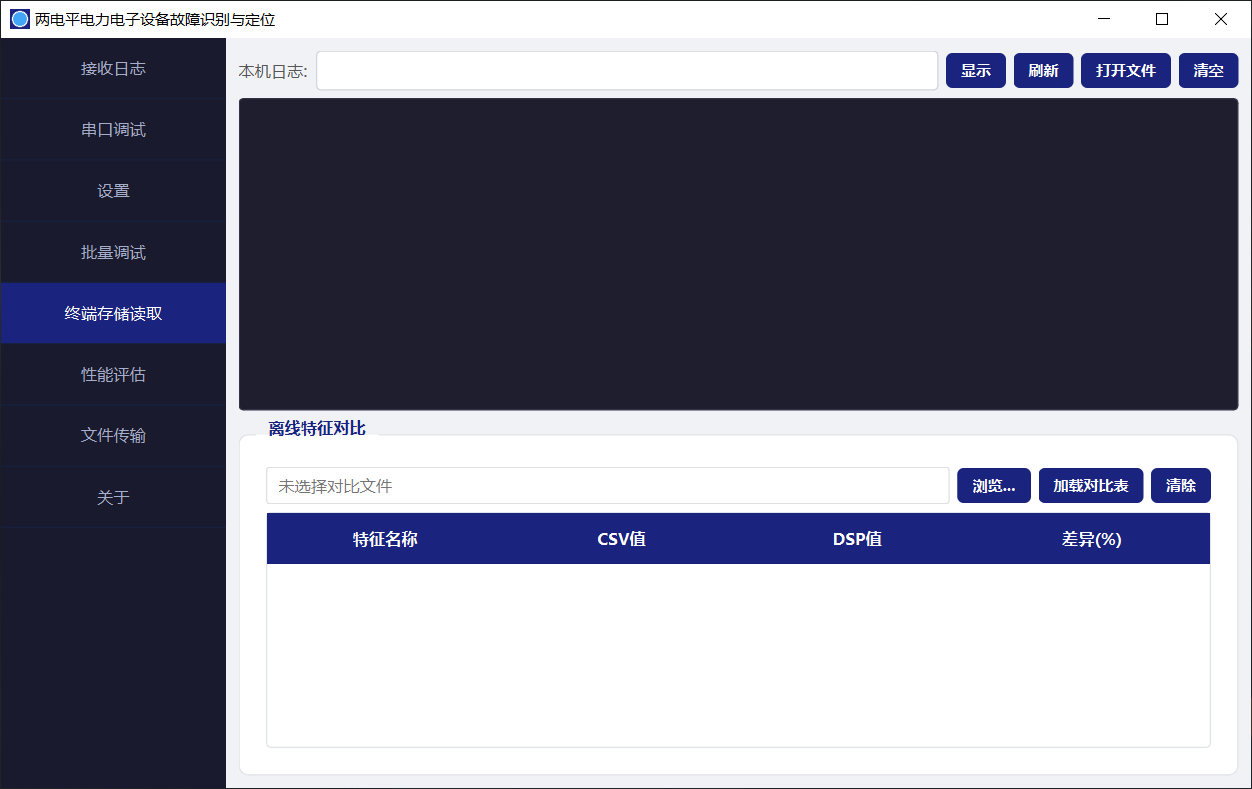 两电平电力电子设备故障识别与定位
接收日志
串口调试
设置
批量调试
终端存储读取
性能评估
文件传输
关于
本机日志:
显示
刷新
打开文件
清空
离线特征对比
未选择对比文件
浏览...
加载对比表
清除
特征名称
CSV值
DSP值
差异(%)